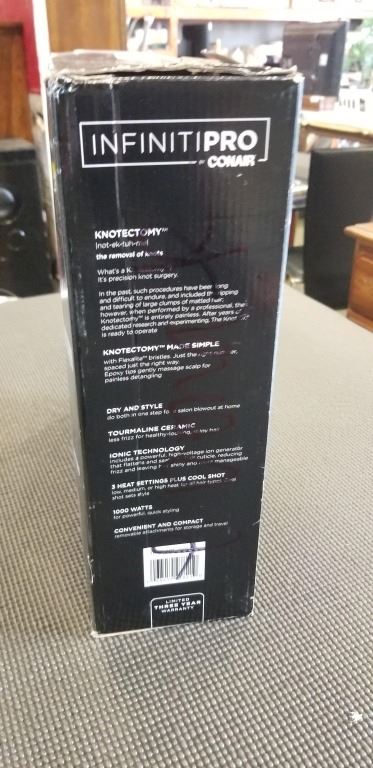 INFINITIPRO
BY CONAIR
KNOTECTOMY™
|not-ek-tuh-me|
the removal of knots
What's a
It's precision knot surgery.
In the past, such procedures have been long
and difficult to endure, and included the ripping
and tearing of large clumps of matted hair;
however, when performed by a professional, the
Knotectomy™ is entirely painless. After years of
dedicated research and experimenting, The
is ready to operate
KNOTECTOMY™ MADE SIMPLE
with Flexalite™ bristles. Just the right number,
spaced just the right way.
Epoxy tips gently massage scalp for
painless detangling
DRY AND STYLE
do both in one step for a salon blowout at home
TOURMALINE CERAMIC
less frizz for healthy-looking, shiny hair
IONIC TECHNOLOGY
includes a powerful, high-voltage ion generator
that flattens and cuticle, reducing
frizz and leaving shiny and more manageable
3 HEAT SETTINGS PLUS COOL SHOT
low, medium, or high heat for all hair types. Cool
shot sets style
1000 WATTS
for powerful, quick styling
CONVENIENT AND COMPACT
removable attachments for storage and travel
LIMITED
THREE YEAR
WARRANTY